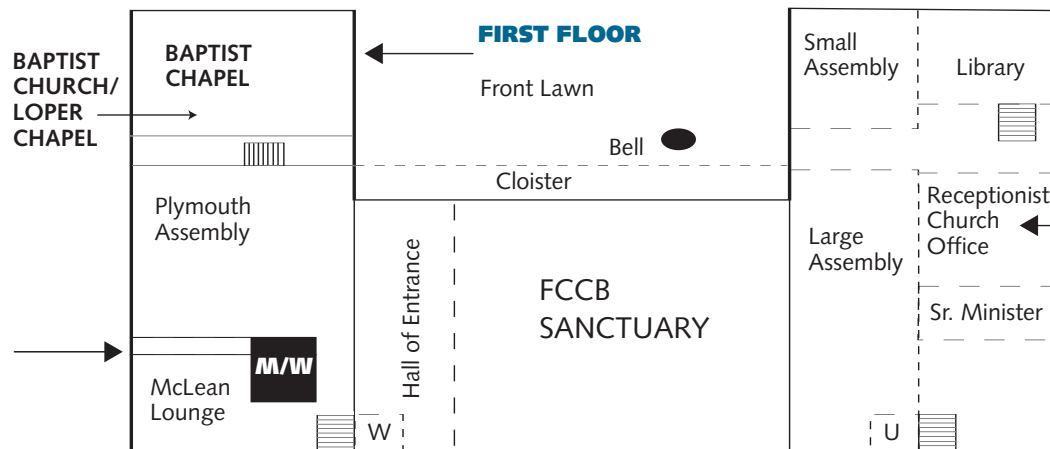 BAPTIST
CHURCH/
LOPER
CHAPEL
BAPTIST
CHAPEL
FIRST FLOOR
Front Lawn
Bell
Cloister
Small
Assembly
Library
Plymouth
Assembly
Hall of Entrance
FCCB
SANCTUARY
Large
Assembly
Receptionist
Church
Office
Sr. Minister
M/W
McLean
Lounge
W
U